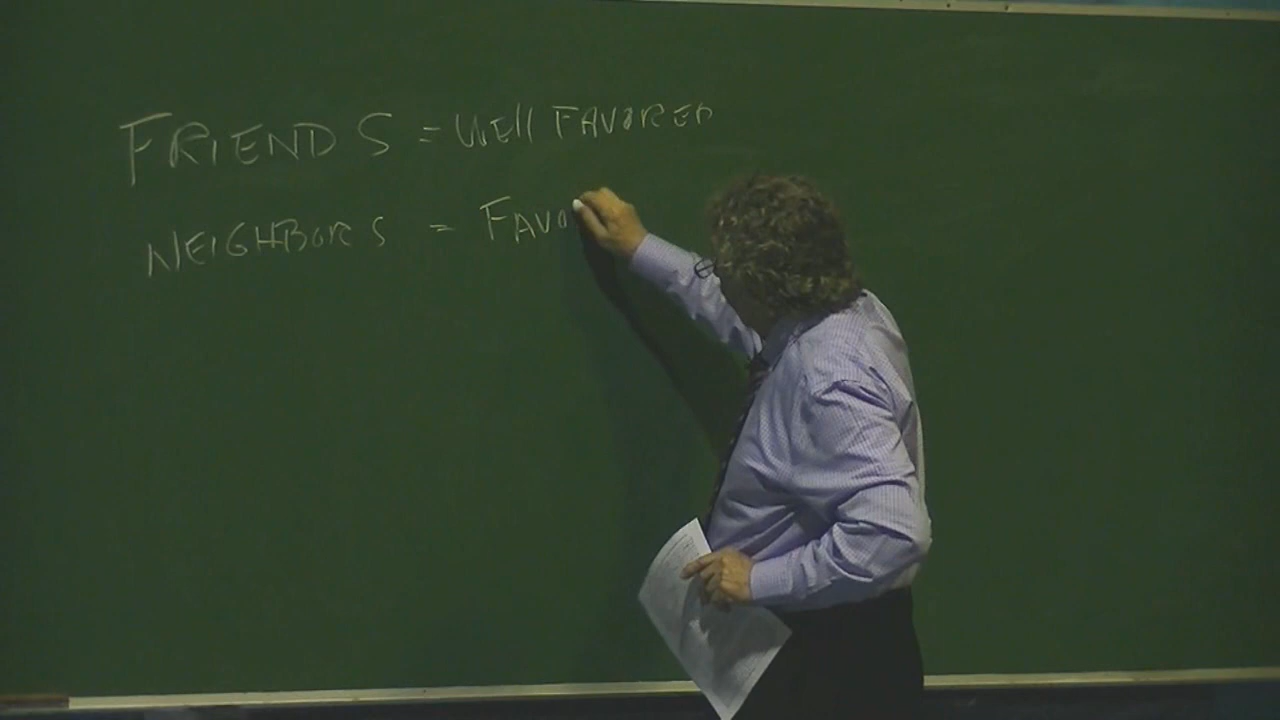 FRIENDS = WEll FAVORED
NEIGHBORS = FAVO